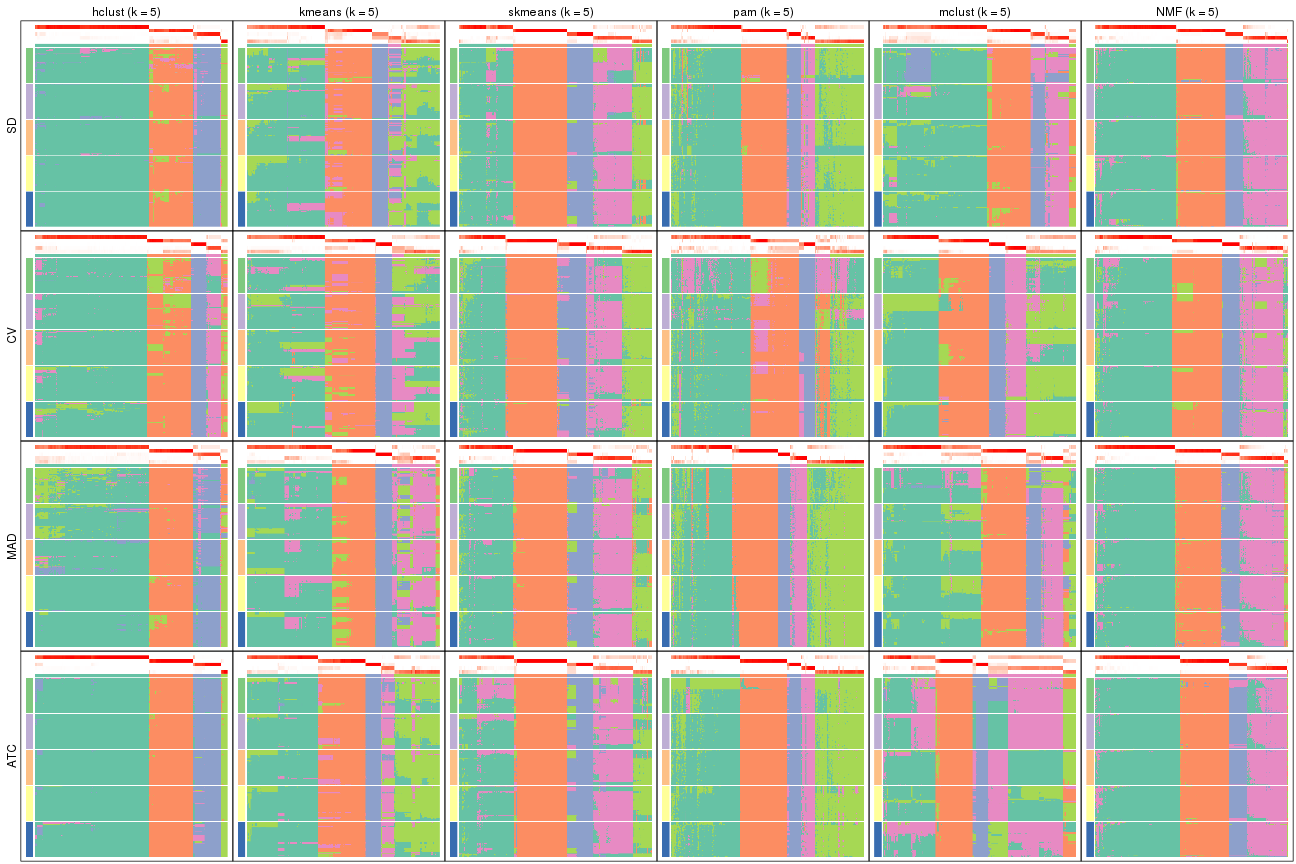 hclust (k = 5) kmeans (k = 5) skmeans (k = 5) pam (k = 5) mclust (k = 5) NMF (k = 5)
SD
CV
MAD
ATC